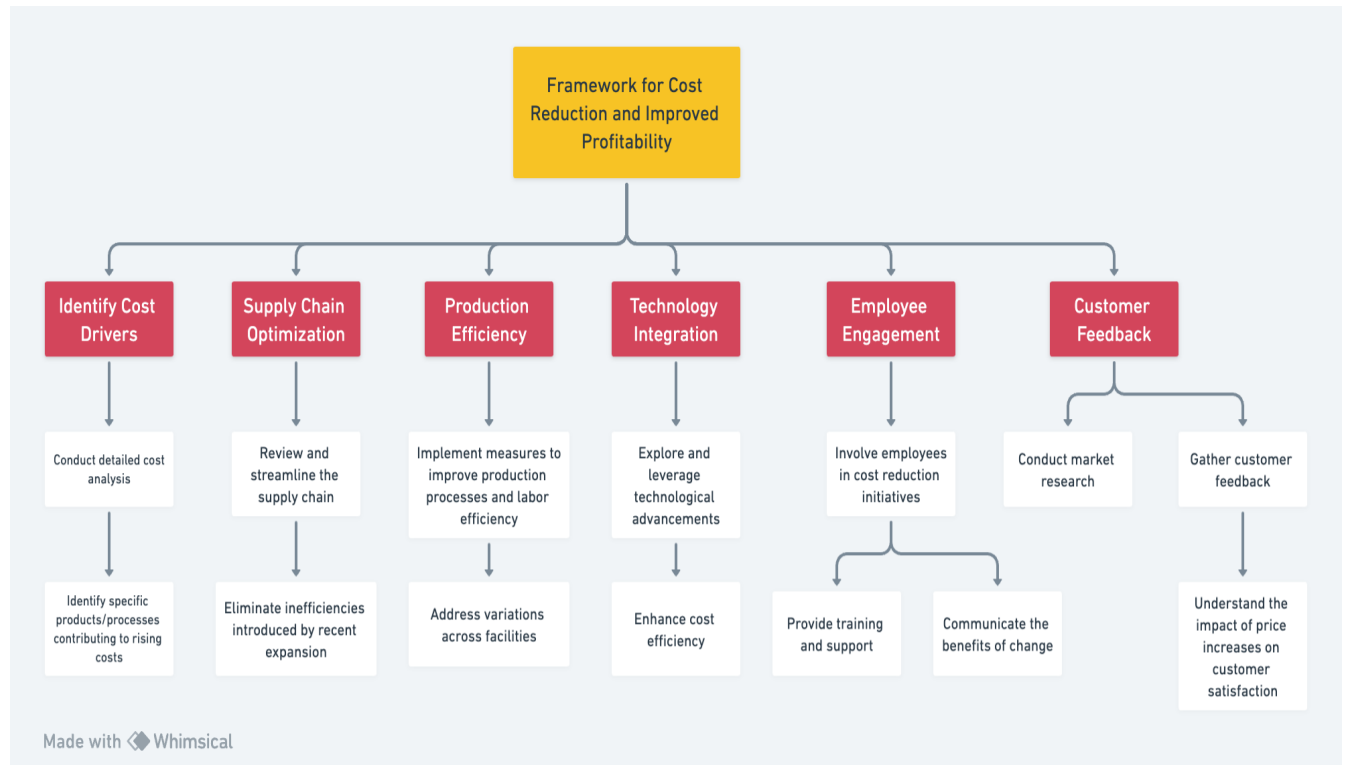 Framework for Cost
Reduction and Improved
Profitability
Identify Cost
Drivers
Supply Chain
Optimization
Production
Efficiency
Technology
Integration
Employee
Engagement
Customer
Feedback
Conduct detailed cost
analysis
Review and
streamline the
supply chain
Implement measures to
improve production
processes and labor
efficiency
Explore and
leverage
technological
advancements
Involve employees
in cost reduction
initiatives
Conduct market
research
Gather customer
feedback
Identify specific
products/processes
contributing to rising
costs
Eliminate inefficiencies
introduced by recent
expansion
Address variations
across facilities
Enhance cost
efficiency
Provide training
and support
Communicate the
benefits of change
Understand the
impact of price
increases on
customer
satisfaction
Made with Whimsical